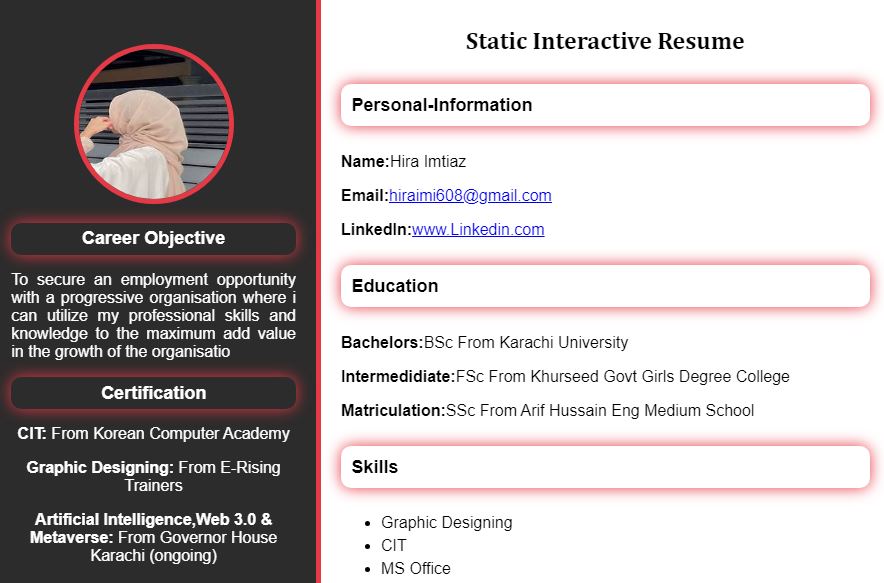 Career Objective
To secure an employment opportunity
with a progressive organisation where i
can utilize my professional skills and
knowledge to the maximum add value
in the growth of the organisatio
Certification
CIT: From Korean Computer Academy
Graphic Designing: From E-Rising
Trainers
Artificial Intelligence,Web 3.0 &
Metaverse: From Governor House
Karachi (ongoing)
Static Interactive Resume
Personal-Information
Name:Hira Imtiaz
Email:hiraimi608@gmail.com
LinkedIn:www.Linkedin.com
Education
Bachelors:BSc From Karachi University
Intermedidiate:FSc From Khurseed Govt Girls Degree College
Matriculation:SSc From Arif Hussain Eng Medium School
Skills
Graphic Designing
CIT
MS Office